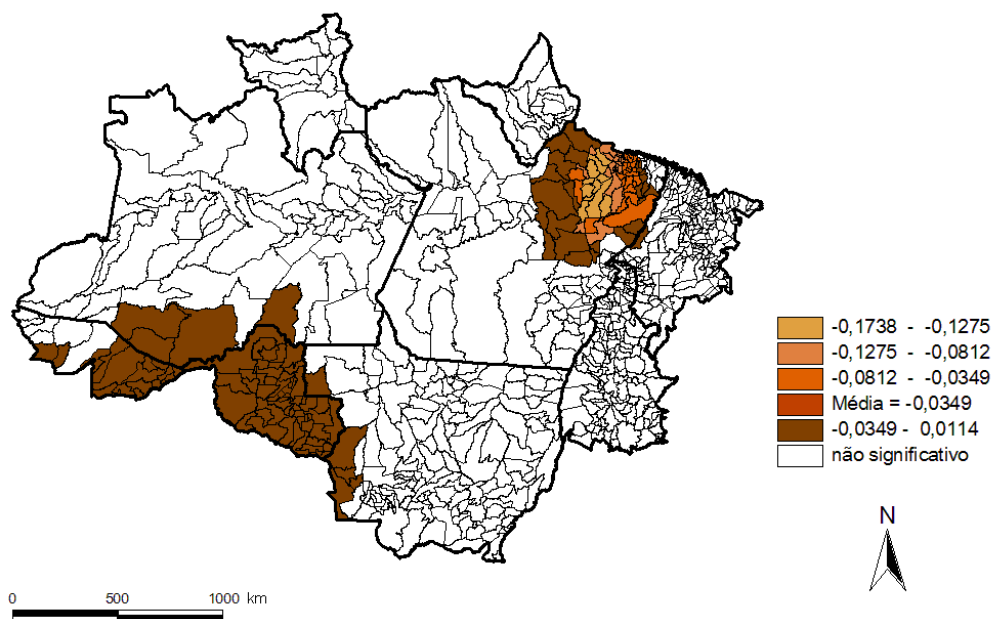 -0,1738 - -0,1275
-0,1275 - -0,0812
-0,0812 - -0,0349
Média = -0,0349
-0,0349 - 0,0114
não significativo
N
0 500 1000 km